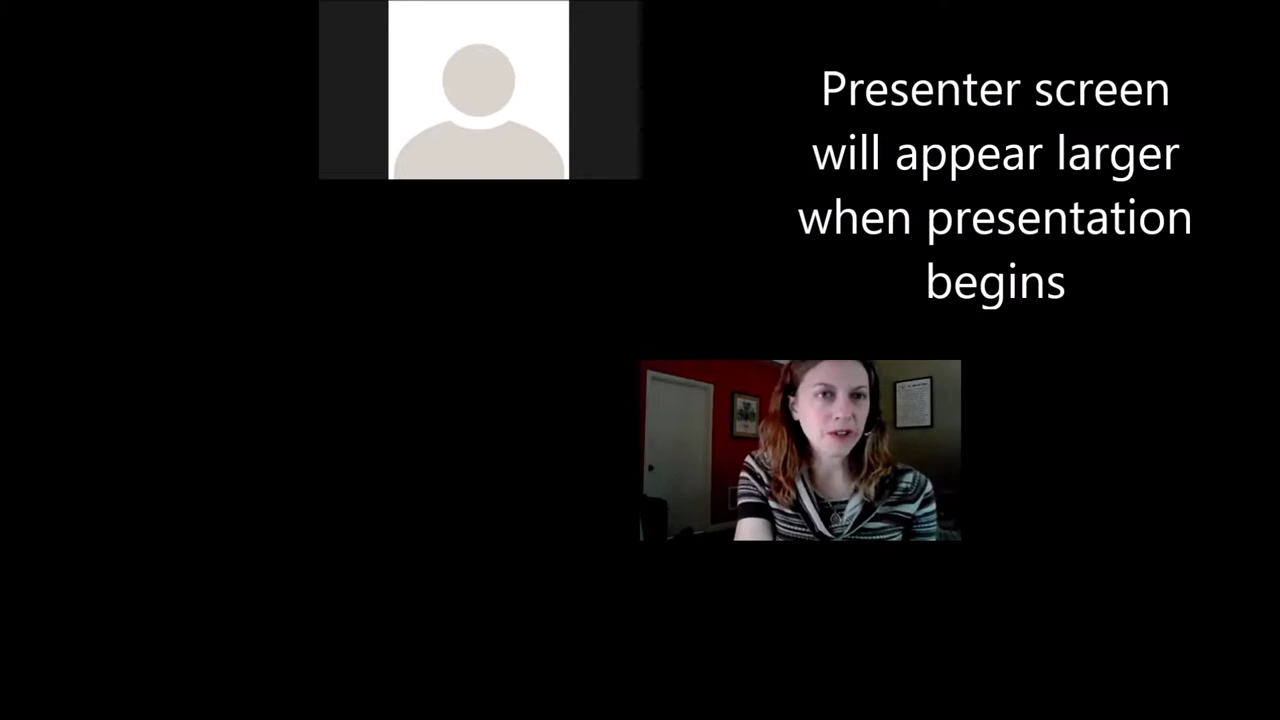 Presenter screen
will appear larger
when presentation
begins